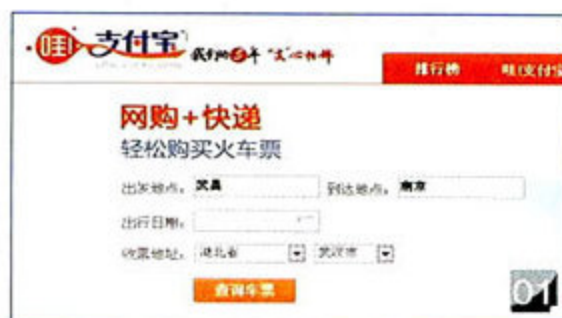 哇! 支付宝
排行榜 哇!支付宝
网购+快递
轻松购买火车票
出发地点: 武昌 到达地点: 南京
出行日期:
收票地址: 湖北省 武汉市
查询车票
01